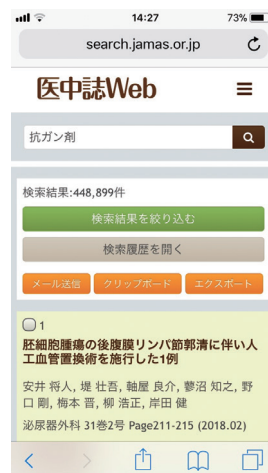 14:27
73%
search.jamas.or.jp
医中誌Web
抗ガン剤
検索結果:448,899件
検索結果を絞り込む
検索履歴を開く
メール送信 クリップボード エクスポート
1
胚細胞腫瘍の後腹膜リンパ節郭清に伴い人
工血管置換術を施行した1例
安井 将人, 堤 壮吾, 軸屋 良介, 蓼沼 知之, 野
口 剛, 梅本 晋, 柳 浩正, 岸田 健
泌尿器外科 31巻2号 Page211-215 (2018.02)